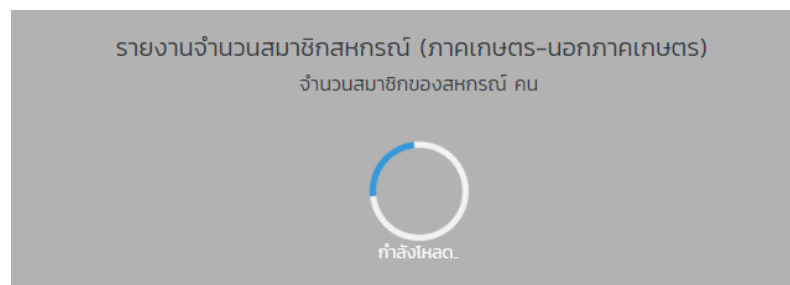 รายงานจำนวนสมาชิกสหกรณ์ (ภาคเกษตร-นอกภาคเกษตร)
จำนวนสมาชิกของสหกรณ์ คน
กำลังโหลด..